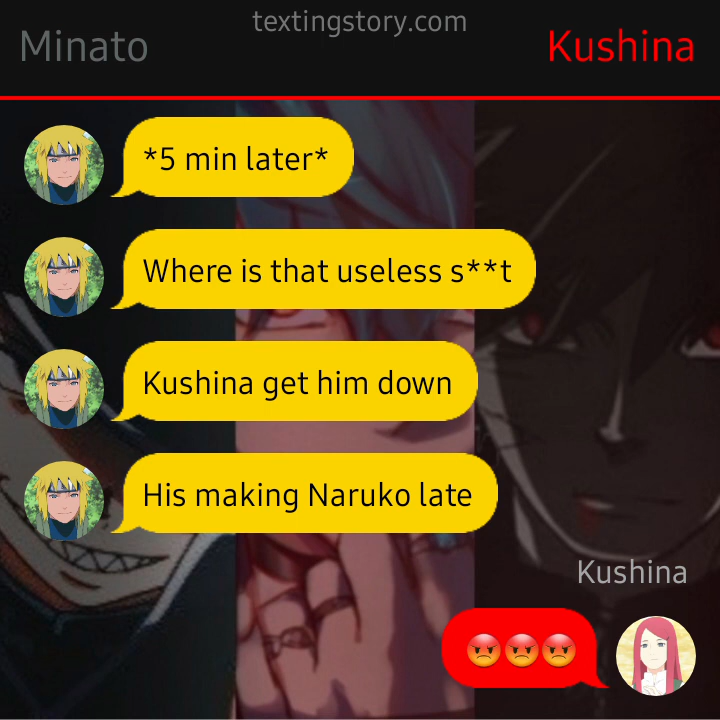 textingstory.com
Minato
Kushina
*5 min later*
Where is that useless s**t
Kushina get him down
His making Naruko late
Kushina
😡😡😡